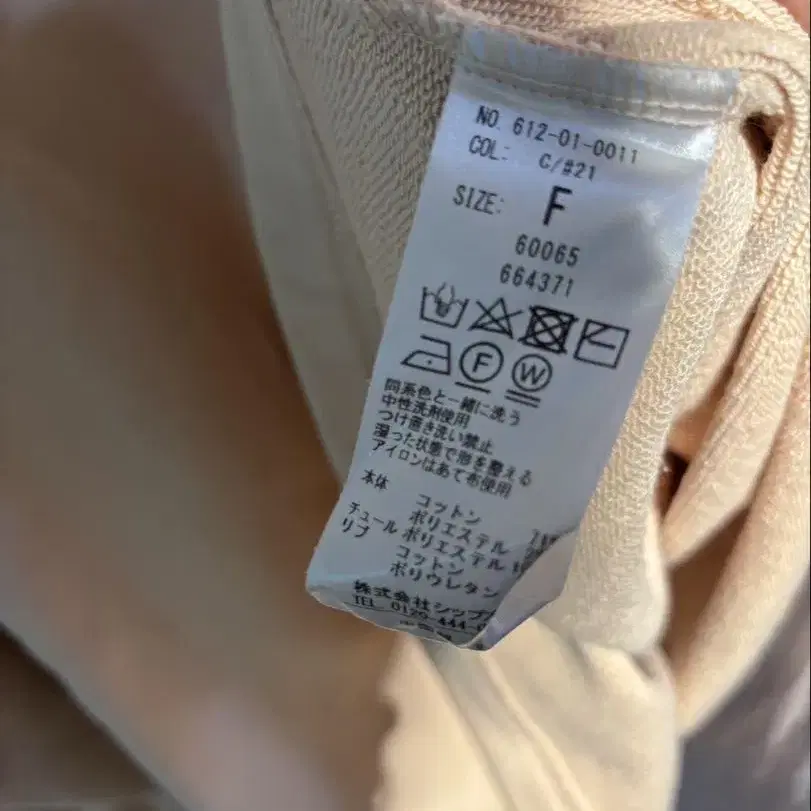 NO. 612-01-0011
COL: C/#21
SIZE: F
60065
664371
F W
同系色と一緒に洗う
中性洗剤使用
つけ置き洗い禁止
湿った状態で形を整える
アイロンはあて布使用
本体 コットン
ポリエステル
チュール ポリエステル
リブ コットン
ポリウレタン
株式会社シップ
TEL. 0120-444-